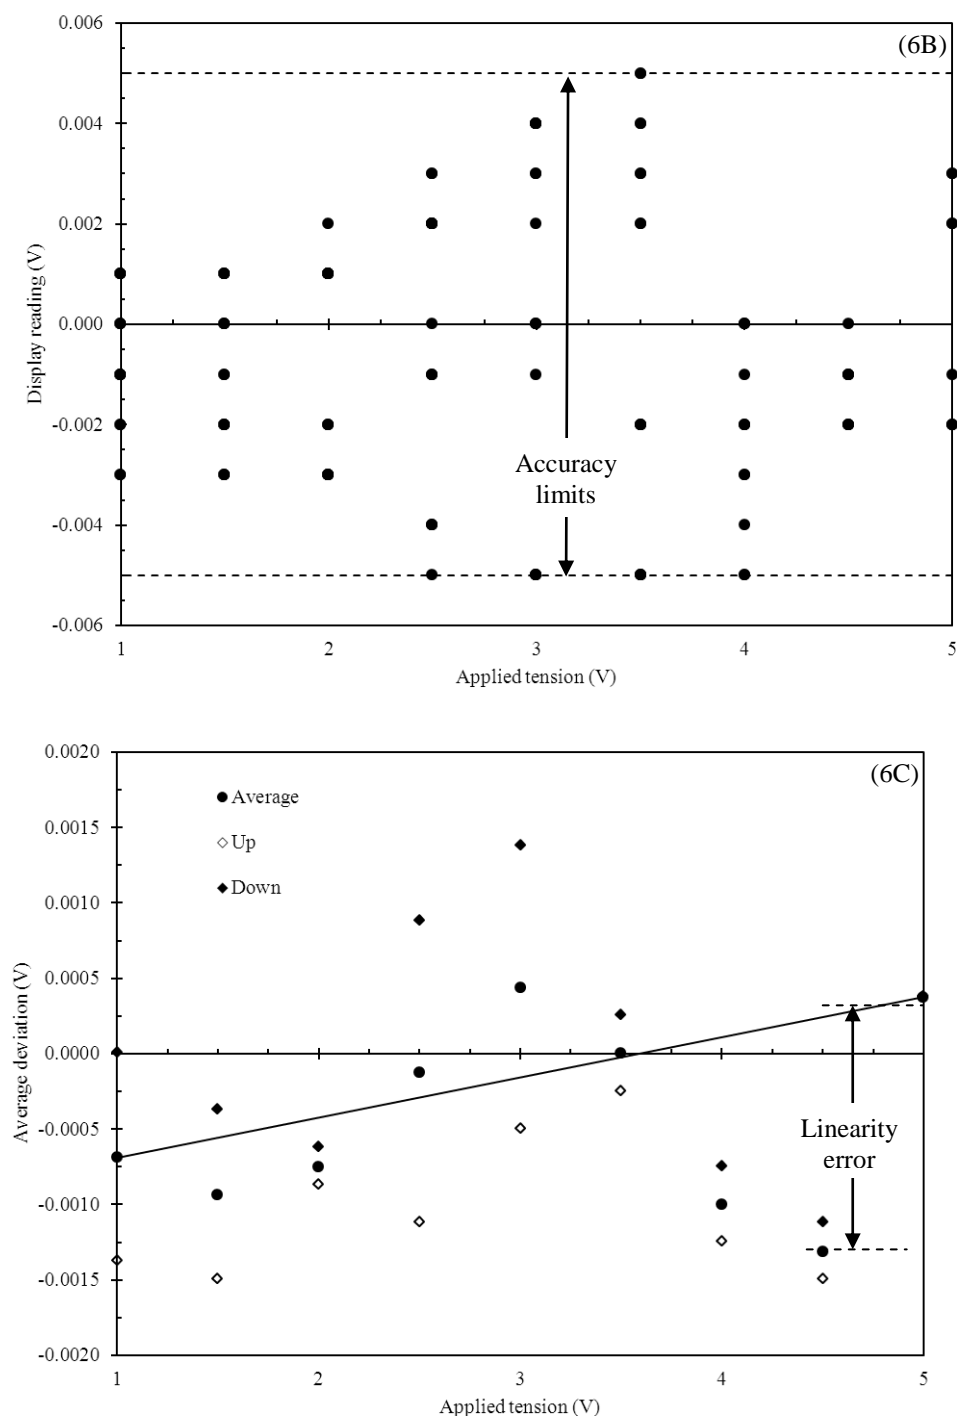 0.006
(6B)
0.004
0.002
0.000
-0.002
-0.004
-0.006
Display reading (V)
Accuracy
limits
1 2 3 4 5
Applied tension (V)
0.0020
(6C)
0.0015
0.0010
0.0005
0.0000
-0.0005
-0.0010
-0.0015
-0.0020
Average deviation (V)
Average
Up
Down
Linearity
error
1 2 3 4 5
Applied tension (V)